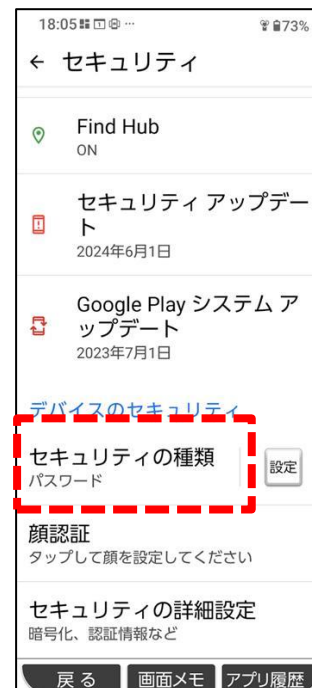 18:05 …
73%
← セキュリティ
Find Hub
ON
セキュリティ アップデー
ト
2024年6月1日
Google Play システム ア
ップデート
2023年7月1日
デバイスのセキュリティ
セキュリティの種類
パスワード
設定
顔認証
タップして顔を設定してください
セキュリティの詳細設定
暗号化、認証情報など
戻る 画面メモ アプリ履歴